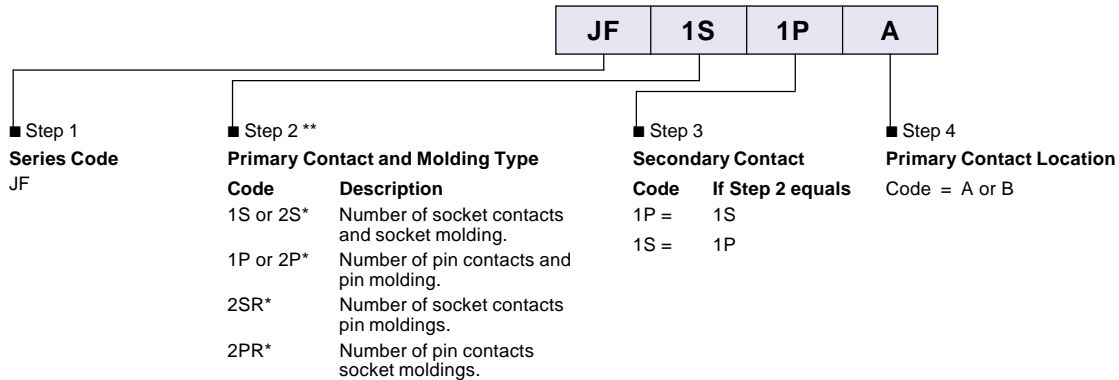 JF 1S 1P A
■ Step 1
Series Code
JF
■ Step 2 **
Primary Contact and Molding Type
Code Description
1S or 2S* Number of socket contacts
and socket molding.
1P or 2P* Number of pin contacts and
pin molding.
2SR* Number of socket contacts
pin moldings.
2PR* Number of pin contacts
socket moldings.
■ Step 3
Secondary Contact
Code If Step 2 equals
1P = 1S
1S = 1P
■ Step 4
Primary Contact Location
Code = A or B